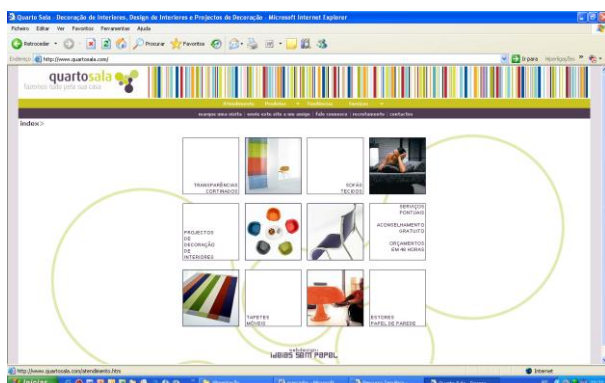 Quarto Sala - Decoração de Interiores, Design de Interiores e Projectos de Decoração - Microsoft Internet Explorer
Ficheiro Editar Ver Favoritos Ferramentas Ajuda
Retroceder Procurar Favoritos
Endereço http://www.quartosala.com/ Ir para Hiperligações
quartosala
fazemos tudo pela sua casa
Atendimento Produtos Tendências Serviços
marque uma visita | envie este site a um amigo | fale connosco | recrutamento | contactos
index>
TRANSPARÊNCIAS
CORTINADOS
SOFÁS
TECIDOS
PROJECTOS
DE
DECORAÇÃO
DE
INTERIORES
SERVIÇOS
PONTUAIS
ACONSELHAMENTO
GRATUITO
ORÇAMENTOS
EM 48 HORAS
TAPETES
MÓVEIS
ESTORES
PAPEL DE PAREDE
webdesign:
IDEIAS SEM PAPEL
http://www.quartosala.com/atendimento.htm Internet
Iniciar